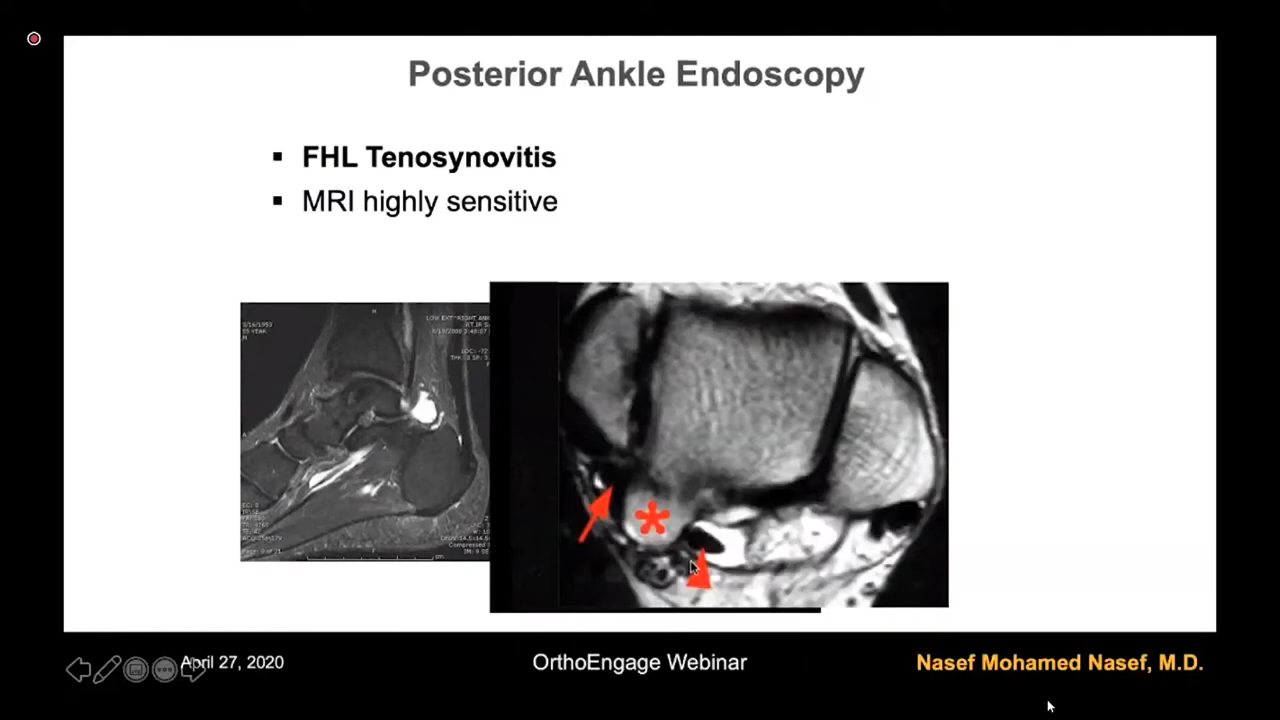 Posterior Ankle Endoscopy
▪ FHL Tenosynovitis
▪ MRI highly sensitive
April 27, 2020
OrthoEngage Webinar
Nasef Mohamed Nasef, M.D.